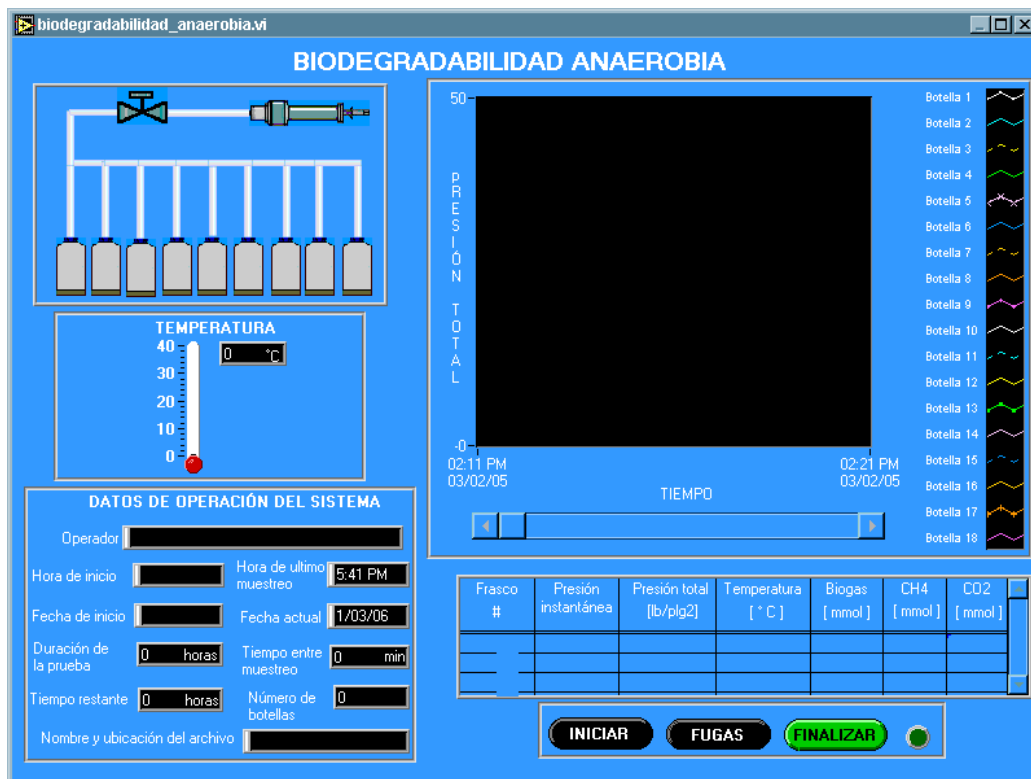 biodegradabilidad_anaerobia.vi
BIODEGRADABILIDAD ANAEROBIA
TEMPERATURA
40
30
20
10
0
0 °C
DATOS DE OPERACIÓN DEL SISTEMA
Operador
Hora de inicio
Hora de ultimo
muestreo
5:41 PM
Fecha de inicio
Fecha actual
1/03/06
Duración de
la prueba
0 horas
Tiempo entre
muestreo
0 min
Tiempo restante
0 horas
Número de
botellas
0
Nombre y ubicación del archivo
50
PRESIÓN TOTAL
-0
02:11 PM
03/02/05
02:21 PM
03/02/05
TIEMPO
Botella 1
Botella 2
Botella 3
Botella 4
Botella 5
Botella 6
Botella 7
Botella 8
Botella 9
Botella 10
Botella 11
Botella 12
Botella 13
Botella 14
Botella 15
Botella 16
Botella 17
Botella 18
Frasco
#
Presión
instantánea
Presión total
[lb/plg2]
Temperatura
[ ° C ]
Biogas
[ mmol ]
CH4
[ mmol ]
CO2
[ mmol ]
INICIAR
FUGAS
FINALIZAR